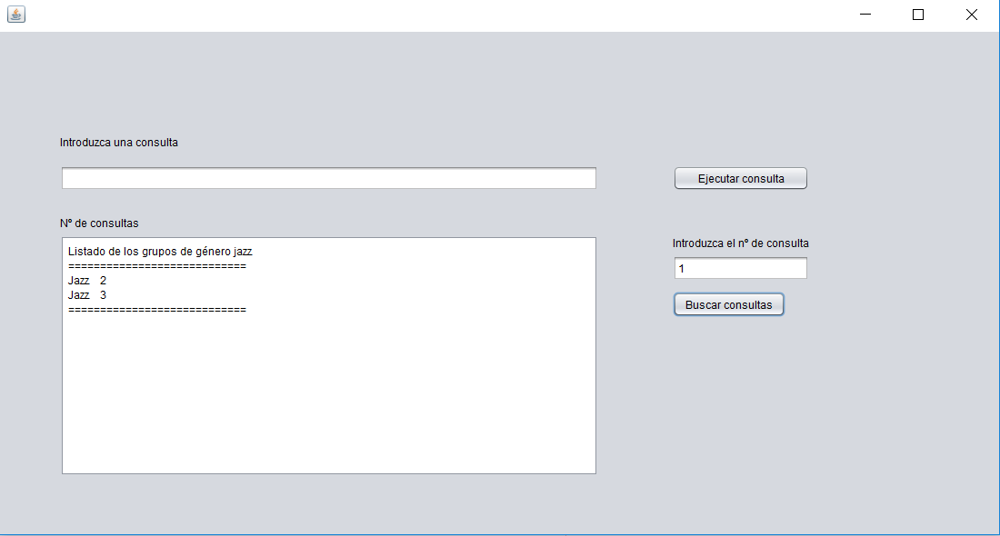 Introduzca una consulta
Ejecutar consulta
Nº de consultas
Listado de los grupos de género jazz
============================
Jazz 2
Jazz 3
============================
Introduzca el nº de consulta
1
Buscar consultas